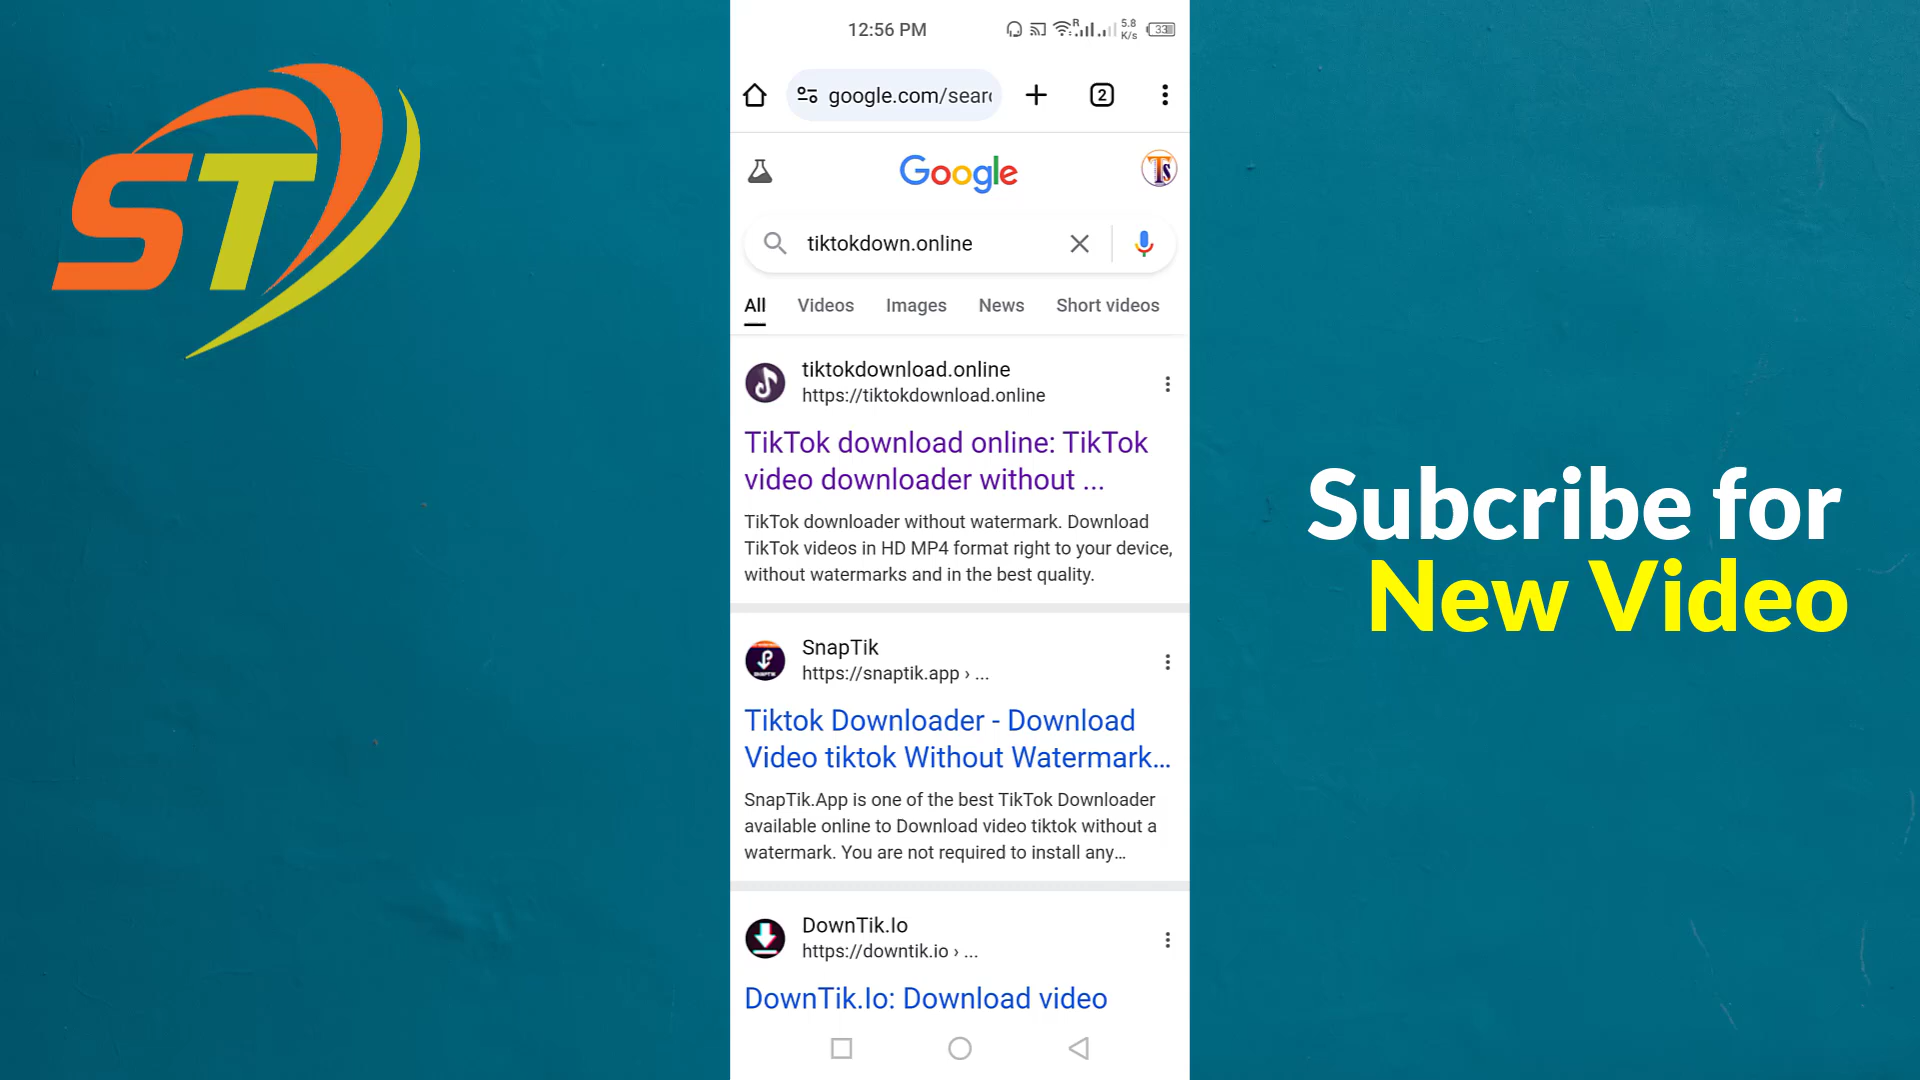 ST
12:56 PM
R
5.8
K/s
33
google.com/sear
2
Google
Ts
tiktokdown.online
All Videos Images News Short videos
tiktokdownload.online
https://tiktokdownload.online
TikTok download online: TikTok
video downloader without ...
TikTok downloader without watermark. Download
TikTok videos in HD MP4 format right to your device,
without watermarks and in the best quality.
SnapTik
https://snaptik.app › ...
Tiktok Downloader - Download
Video tiktok Without Watermark...
SnapTik.App is one of the best TikTok Downloader
available online to Download video tiktok without a
watermark. You are not required to install any...
DownTik.Io
https://downtik.io › ...
DownTik.Io: Download video
Subcribe for
New Video